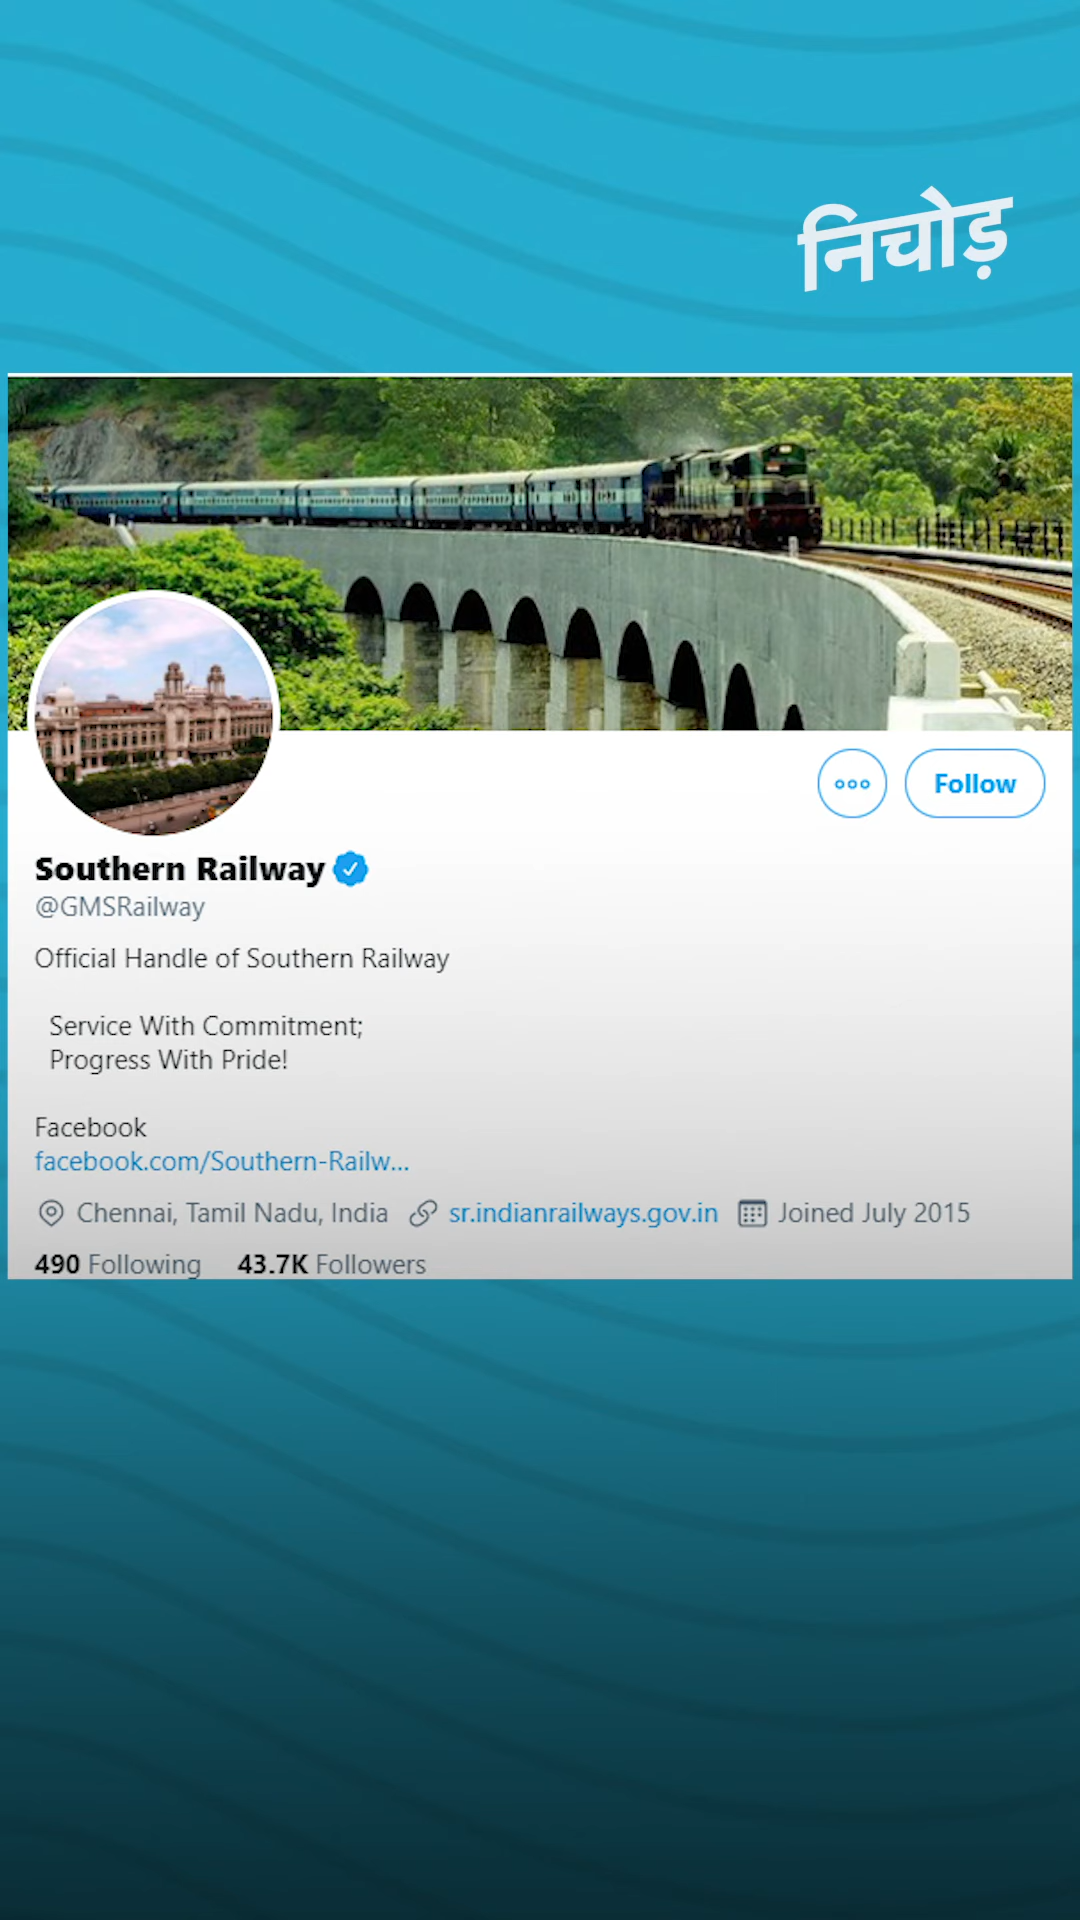 निचोड़
Follow
Southern Railway
@GMSRailway
Official Handle of Southern Railway
Service With Commitment;
Progress With Pride!
Facebook
facebook.com/Southern-Railw...
Chennai, Tamil Nadu, India sr.indianrailways.gov.in Joined July 2015
490 Following 43.7K Followers